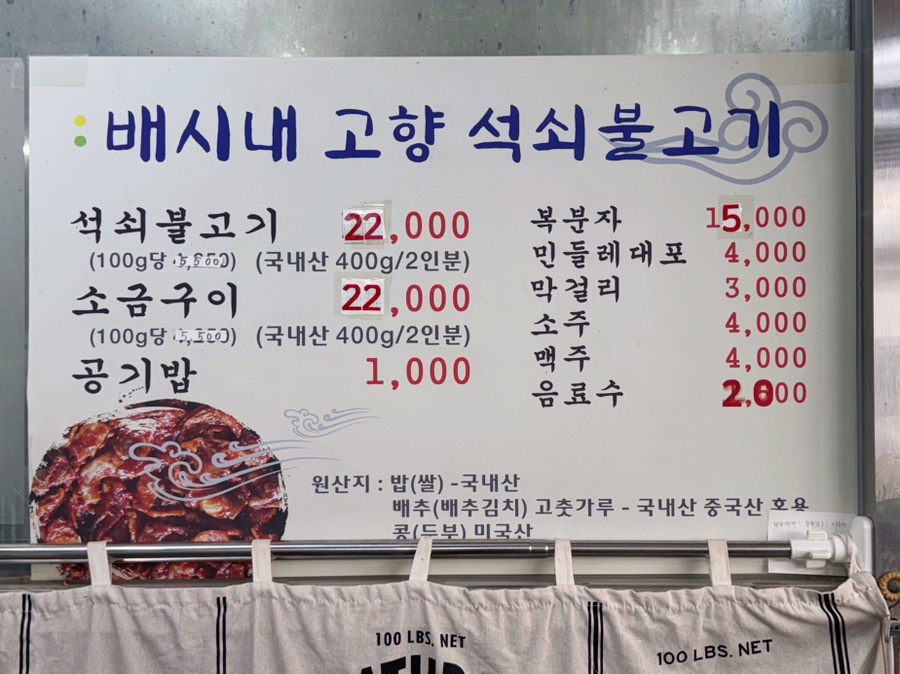 배시내 고향 석쇠불고기
석쇠불고기 22,000
(100g당 5,500) (국내산 400g/2인분)
소금구이 22,000
(100g당 5,500) (국내산 400g/2인분)
공기밥 1,000
복분자 15,000
민들레대포 4,000
막걸리 3,000
소주 4,000
맥주 4,000
음료수 2,000
원산지 : 밥(쌀) -국내산
배추(배추김치) 고춧가루 - 국내산 중국산 혼용
콩(두부) 미국산
100 LBS. NET
100 LBS. NET